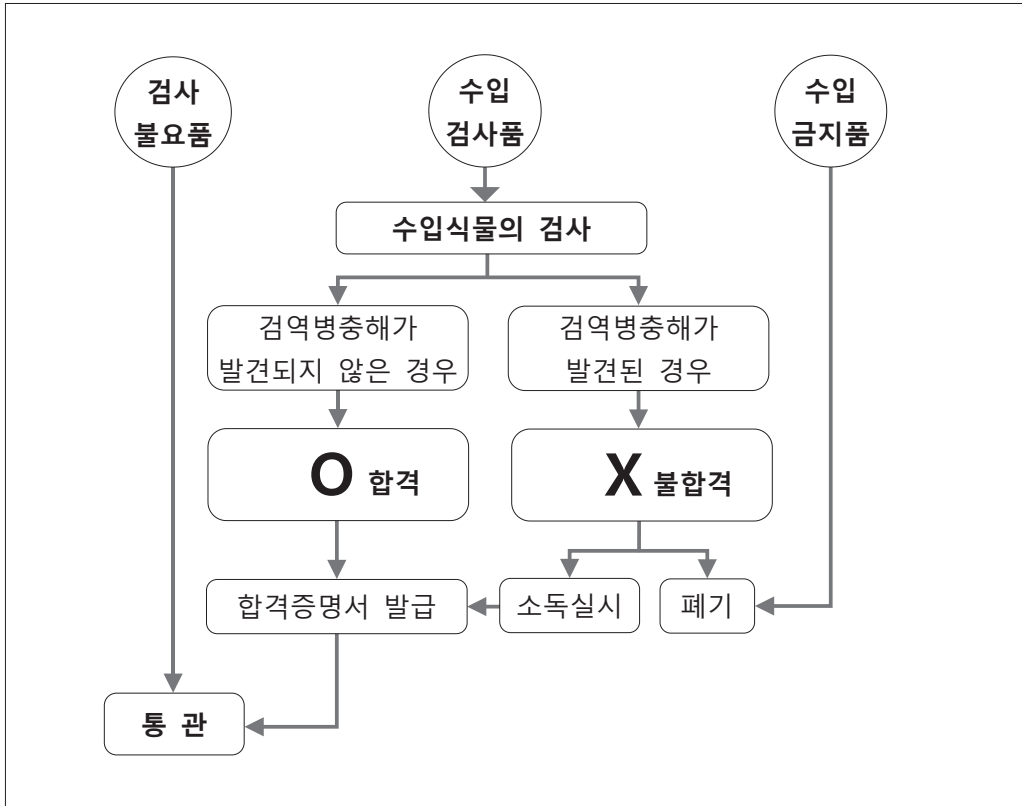 검사
불요품
수입
검사품
수입
금지품
수입식물의 검사
검역병충해가
발견되지 않은 경우
검역병충해가
발견된 경우
O 합격
X 불합격
합격증명서 발급
소독실시
폐기
통 관